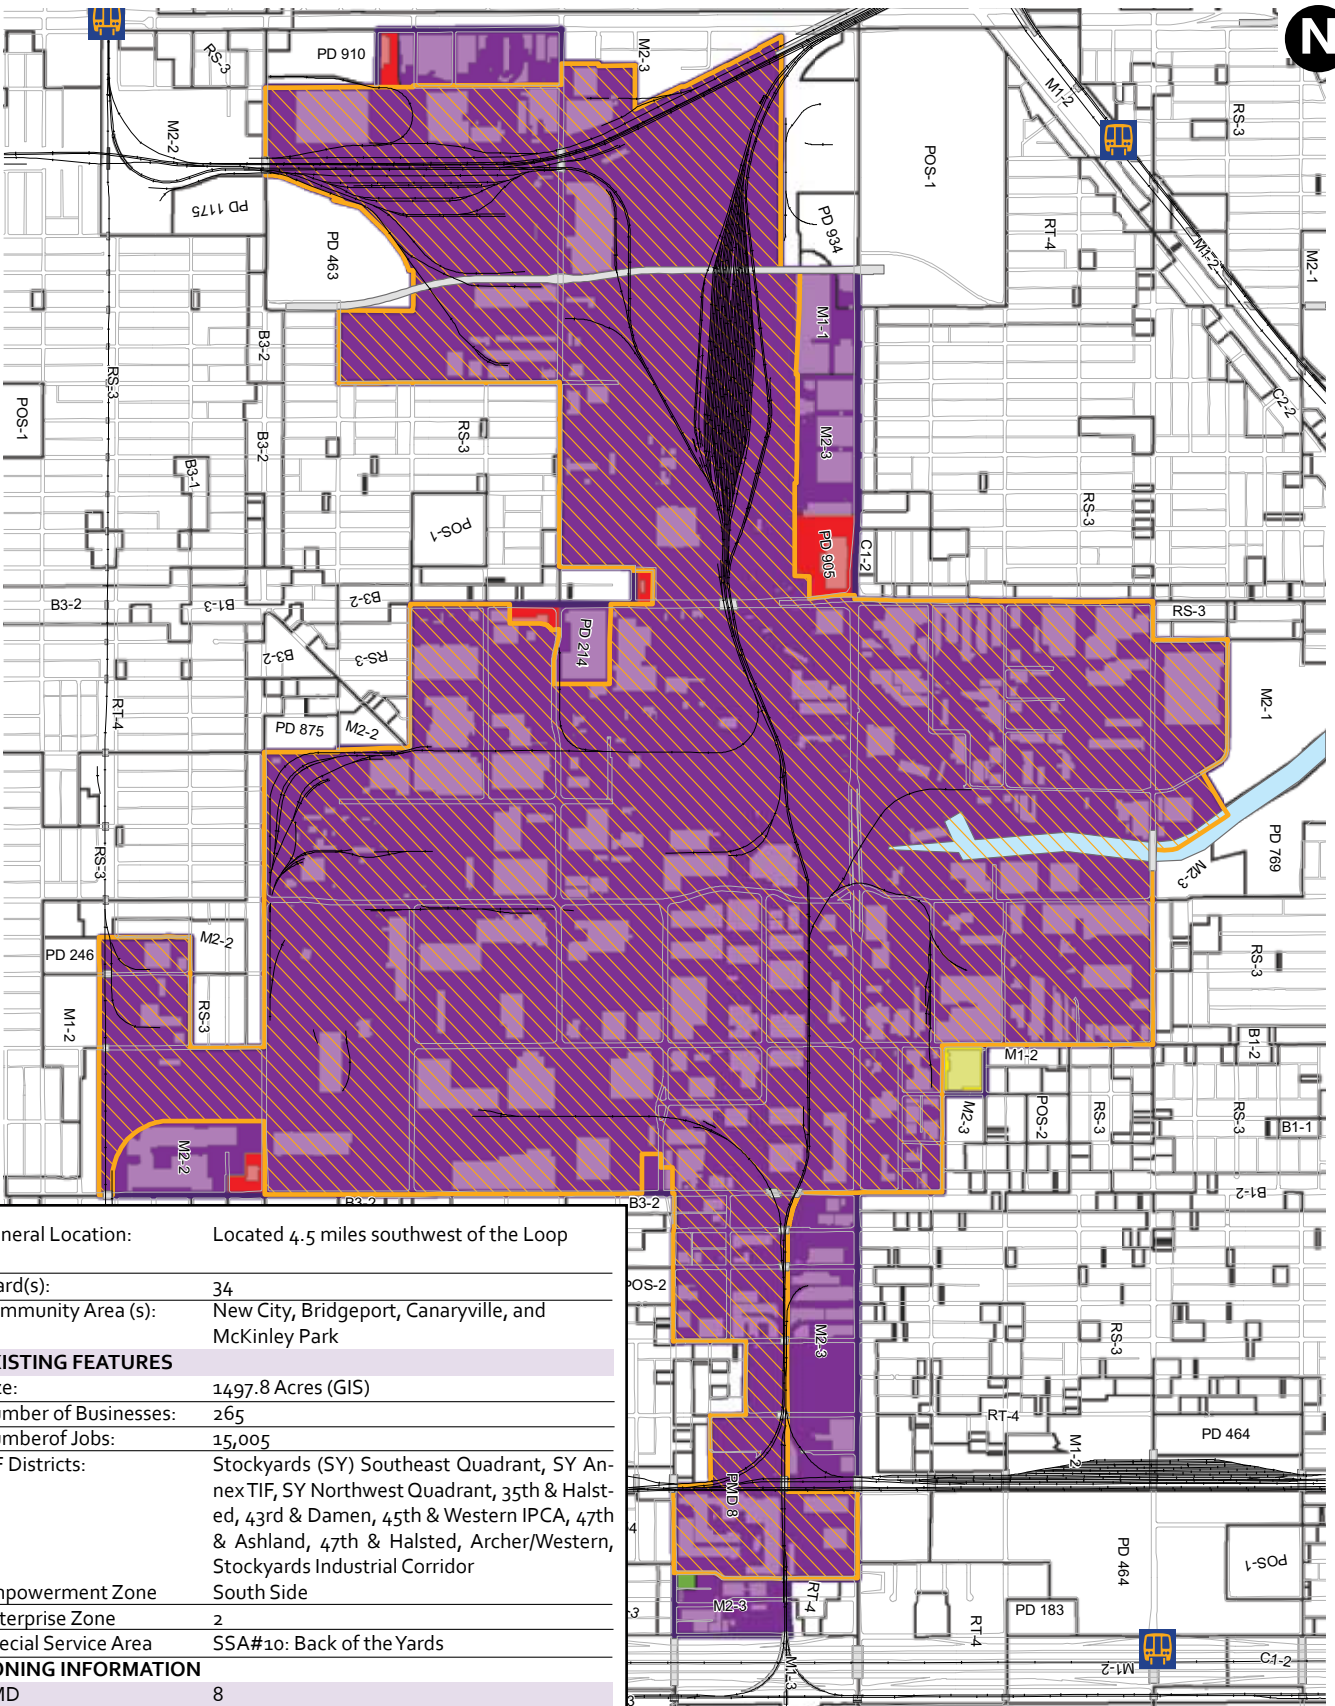 N
PD 910
RS-3
M2-3
M2-2
M1-2
RS-3
POS-1
PD 1175
PD 463
PD 934
RT-4
M1-2
M2-1
M1-1
B3-2
RS-3
C2-2
POS-1
B3-2
RS-3
M2-3
B3-1
POS-1
RS-3
PD 905
C1-2
B3-2
B1-3
B3-2
RS-3
B3-2
RS-3
PD 214
RT-4
PD 875
M2-2
M2-1
RS-3
PD 769
M2-3
M2-2
PD 246
RS-3
RS-3
M1-2
M1-2
B1-2
M2-3
POS-2
RS-3
RS-3
B1-1
M2-2
B1-2
B3-2
B3-2
POS-2
M2-3
RS-3
RT-4
M1-2
PD 464
PMD 8
PD 464
POS-1
M2-3
RT-4
PD 183
RT-4
M1-3
M1-2
C1-2
neral Location: Located 4.5 miles southwest of the Loop
ard(s): 34
mmunity Area (s): New City, Bridgeport, Canaryville, and
McKinley Park
XISTING FEATURES
ze: 1497.8 Acres (GIS)
umber of Businesses: 265
umberof Jobs: 15,005
F Districts: Stockyards (SY) Southeast Quadrant, SY An-
nex TIF, SY Northwest Quadrant, 35th & Halst-
ed, 43rd & Damen, 45th & Western IPCA, 47th
& Ashland, 47th & Halsted, Archer/Western,
Stockyards Industrial Corridor
mpowerment Zone South Side
terprise Zone 2
ecial Service Area SSA#10: Back of the Yards
ONING INFORMATION
MD 8